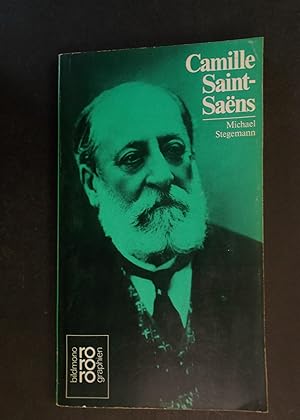 Camille
Saint-
Saëns
Michael
Stegemann
bildmono
rororo
graphien